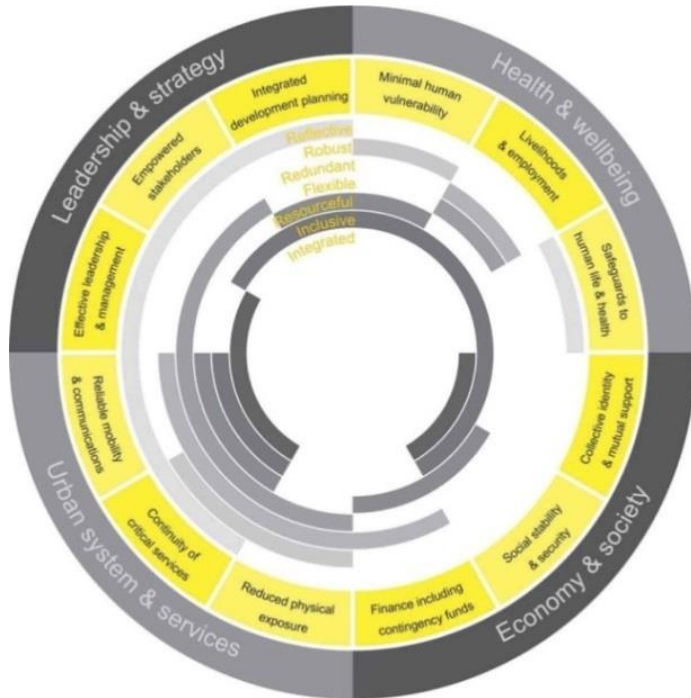 Leadership & strategy
Health & wellbeing
Economy & society
Urban system & services
Integrated
development planning
Minimal human
vulnerability
Livelihoods
& employment
Safeguards to
human life & health
Collective identity
& mutual support
Social stability
& security
Finance including
contingency funds
Reduced physical
exposure
Continuity of
critical services
Reliable mobility
& communications
Effective leadership
& management
Empowered
stakeholders
Reflective
Robust
Redundant
Flexible
Resourceful
Inclusive
Integrated